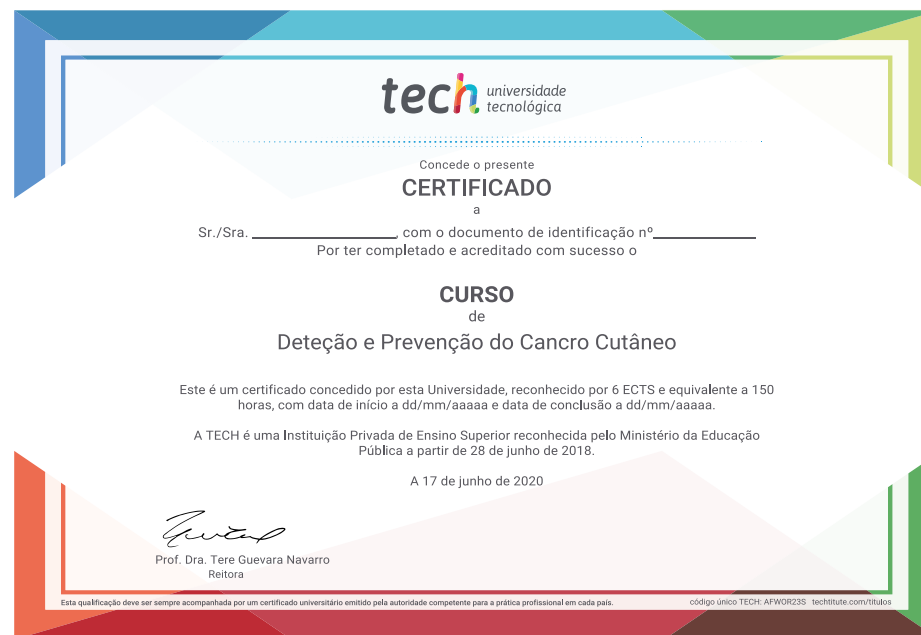 tech universidade
tecnológica
Concede o presente
CERTIFICADO
a
Sr./Sra. ____________________, com o documento de identificação nº______________
Por ter completado e acreditado com sucesso o
CURSO
de
Deteção e Prevenção do Cancro Cutâneo
Este é um certificado concedido por esta Universidade, reconhecido por 6 ECTS e equivalente a 150
horas, com data de início a dd/mm/aaaaa e data de conclusão a dd/mm/aaaaa.
A TECH é uma Instituição Privada de Ensino Superior reconhecida pelo Ministério da Educação
Pública a partir de 28 de junho de 2018.
A 17 de junho de 2020
Prof. Dra. Tere Guevara Navarro
Reitora
Esta qualificação deve ser sempre acompanhada por um certificado universitário emitido pela autoridade competente para a prática profissional em cada país. código único TECH: AFWOR23S techtitute.com/titulos